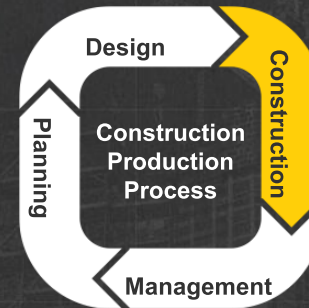 Design
Construction
Construction
Production
Process
Planning
Management